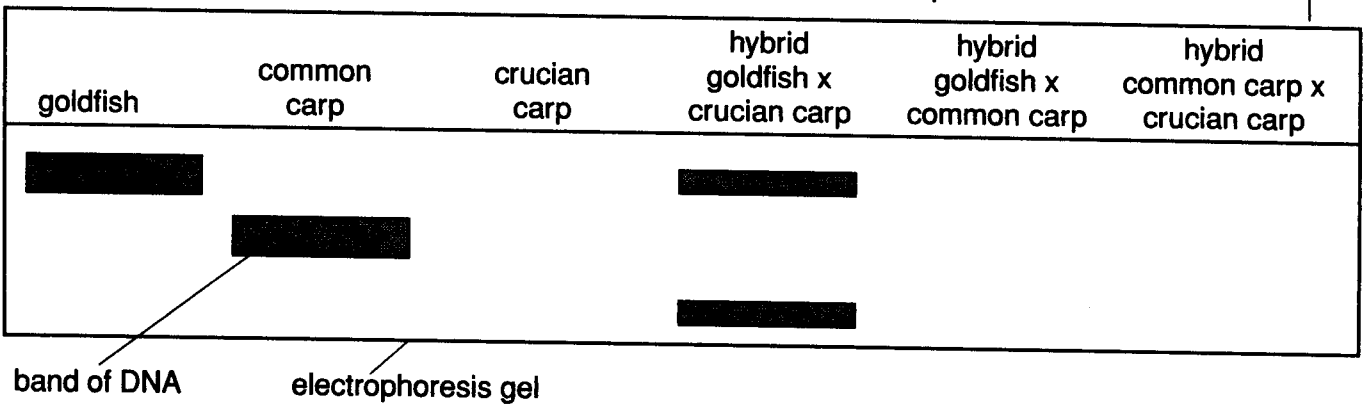 goldfish
common
carp
crucian
carp
hybrid
goldfish x
crucian carp
hybrid
goldfish x
common carp
hybrid
common carp x
crucian carp
band of DNA
electrophoresis gel